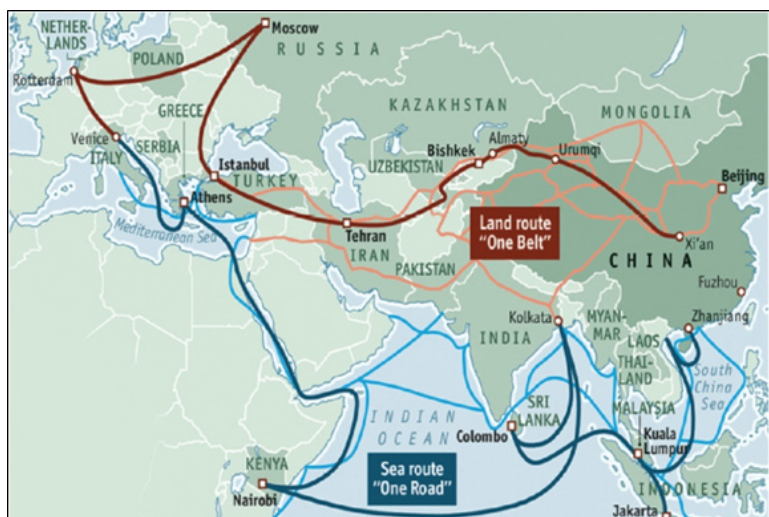 NETHER-
LANDS
Moscow
RUSSIA
POLAND
Rotterdam
GREECE
KAZAKHSTAN
MONGOLIA
Venice
ITALY
SERBIA
Bishkek
Almaty
Urumqi
UZBEKISTAN
Istanbul
TURKEY
Beijing
Athens
Mediterranean Sea
Tehran
IRAN
Land route
"One Belt"
Xi'an
CHINA
PAKISTAN
Fuzhou
Kolkata
Zhanjiang
INDIA
MYAN-
MAR
LAOS
THAI-
LAND
South
China
Sea
INDIAN
OCEAN
SRI
LANKA
MALAYSIA
Colombo
Kuala
Lumpur
KENYA
Sea route
"One Road"
Nairobi
INDONESIA
Jakarta